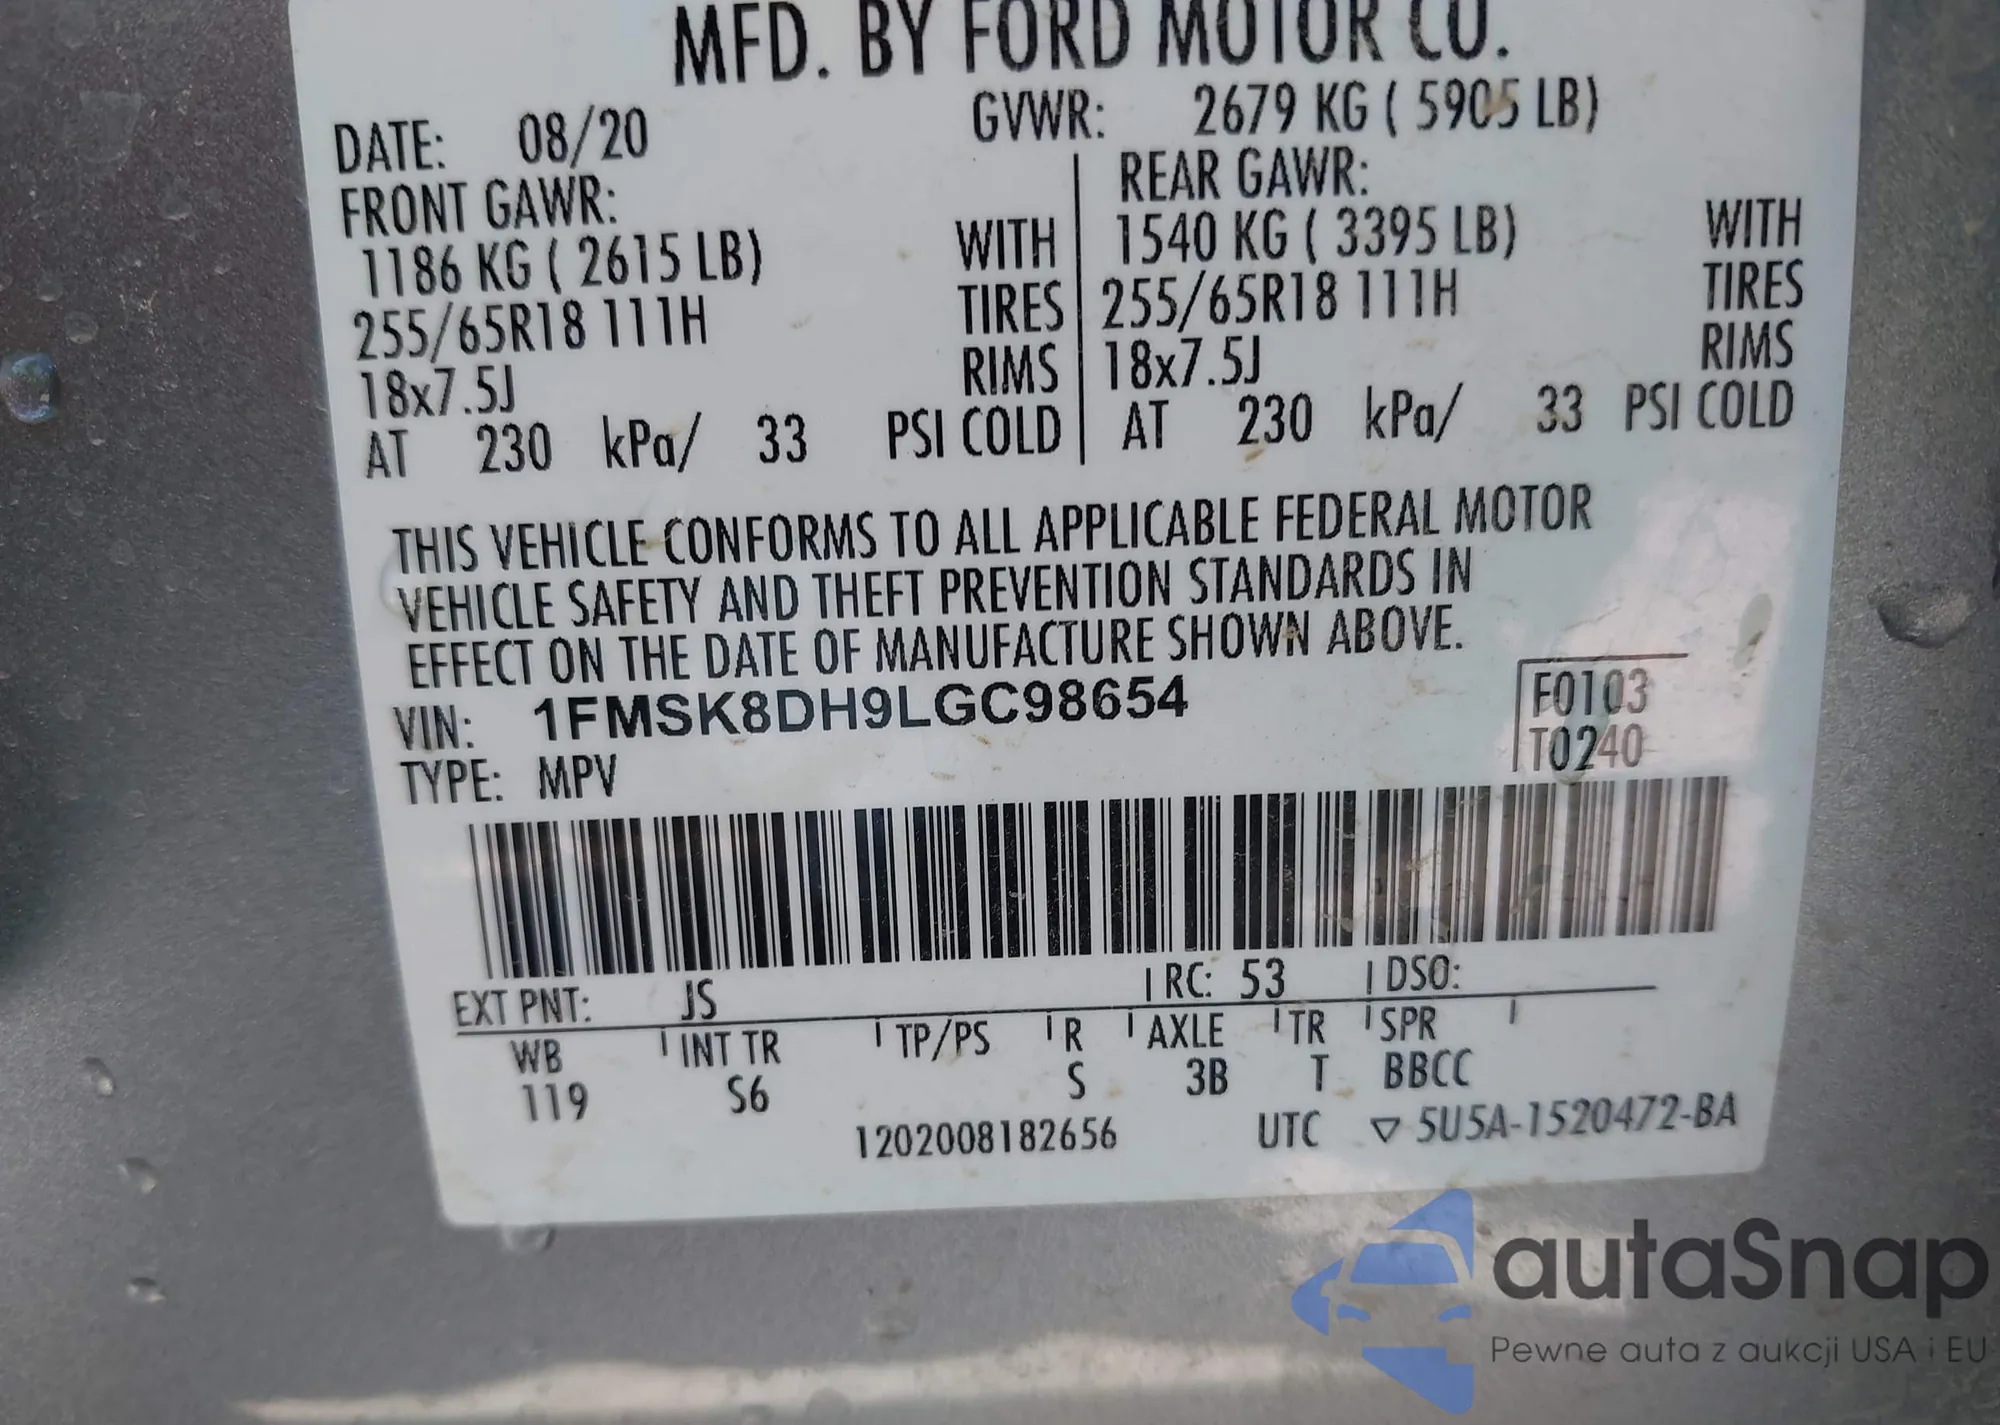 MFD. BY FORD MOTOR CO.
DATE: 08/20 GVWR: 2679 KG ( 5905 LB)
FRONT GAWR: REAR GAWR:
1186 KG ( 2615 LB) WITH 1540 KG ( 3395 LB) WITH
255/65R18 111H TIRES 255/65R18 111H TIRES
18x7.5J RIMS 18x7.5J RIMS
AT 230 kPa/ 33 PSI COLD AT 230 kPa/ 33 PSI COLD
THIS VEHICLE CONFORMS TO ALL APPLICABLE FEDERAL MOTOR
VEHICLE SAFETY AND THEFT PREVENTION STANDARDS IN
EFFECT ON THE DATE OF MANUFACTURE SHOWN ABOVE.
VIN: 1FMSK8DH9LGC98654 F0103
TYPE: MPV T0240
EXT PNT: JS RC: 53 DSO:
WB INT TR TP/PS R AXLE TR SPR
119 S6 S 3B T BBCC
1202008182656 UTC ▽ 5U5A-1520472-BA
autaSnap
Pewne auta z aukcji USA i EU